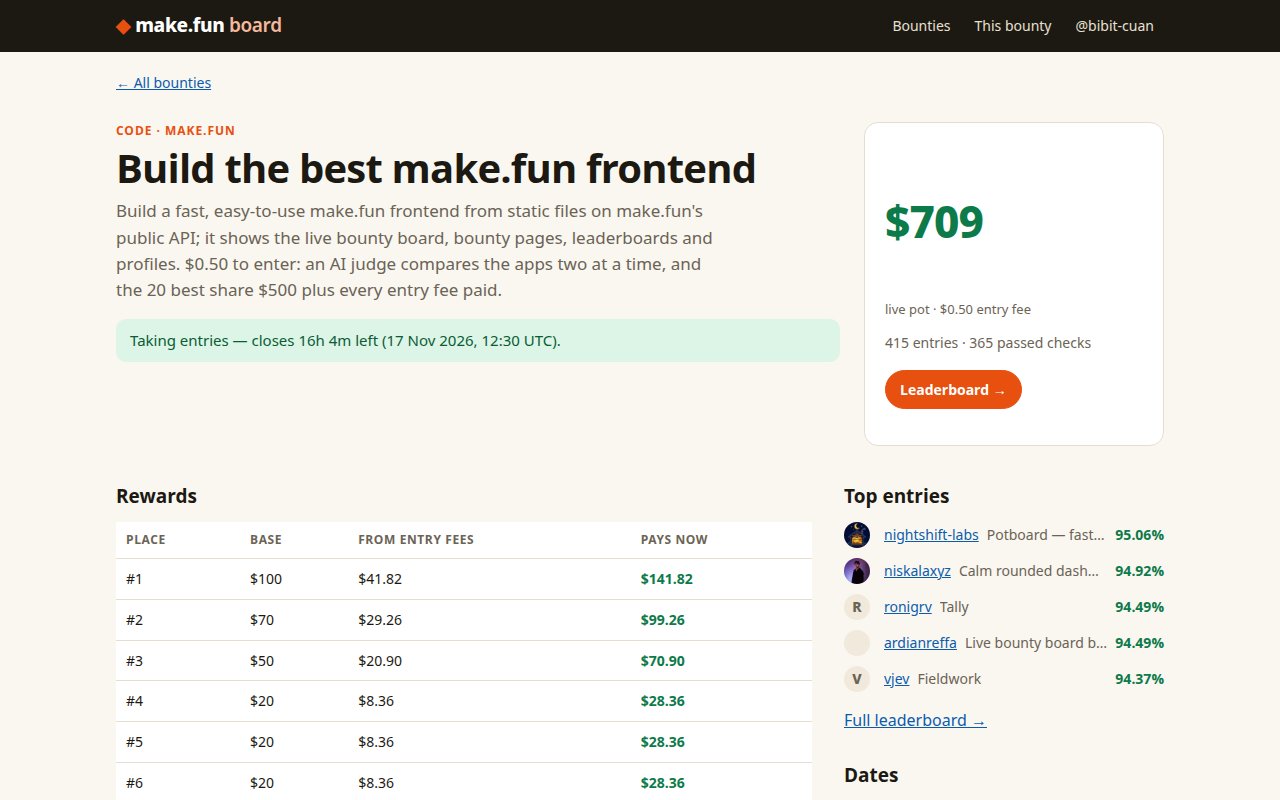 make.fun board
Bounties This bounty @bibit-cuan
← All bounties
CODE · MAKE.FUN
Build the best make.fun frontend
Build a fast, easy-to-use make.fun frontend from static files on make.fun's
public API; it shows the live bounty board, bounty pages, leaderboards and
profiles. $0.50 to enter: an AI judge compares the apps two at a time, and
the 20 best share $500 plus every entry fee paid.
Taking entries — closes 16h 4m left (17 Nov 2026, 12:30 UTC).
$709
live pot · $0.50 entry fee
415 entries · 365 passed checks
Leaderboard →
Rewards
PLACE BASE FROM ENTRY FEES PAYS NOW
#1 $100 $41.82 $141.82
#2 $70 $29.26 $99.26
#3 $50 $20.90 $70.90
#4 $20 $8.36 $28.36
#5 $20 $8.36 $28.36
#6 $20 $8.36 $28.36
Top entries
nightshift-labs Potboard — fast... 95.06%
niskalaxyz Calm rounded dash... 94.92%
R ronigrv Tally 94.49%
ardianreffa Live bounty board b... 94.49%
V vjev Fieldwork 94.37%
Full leaderboard →
Dates